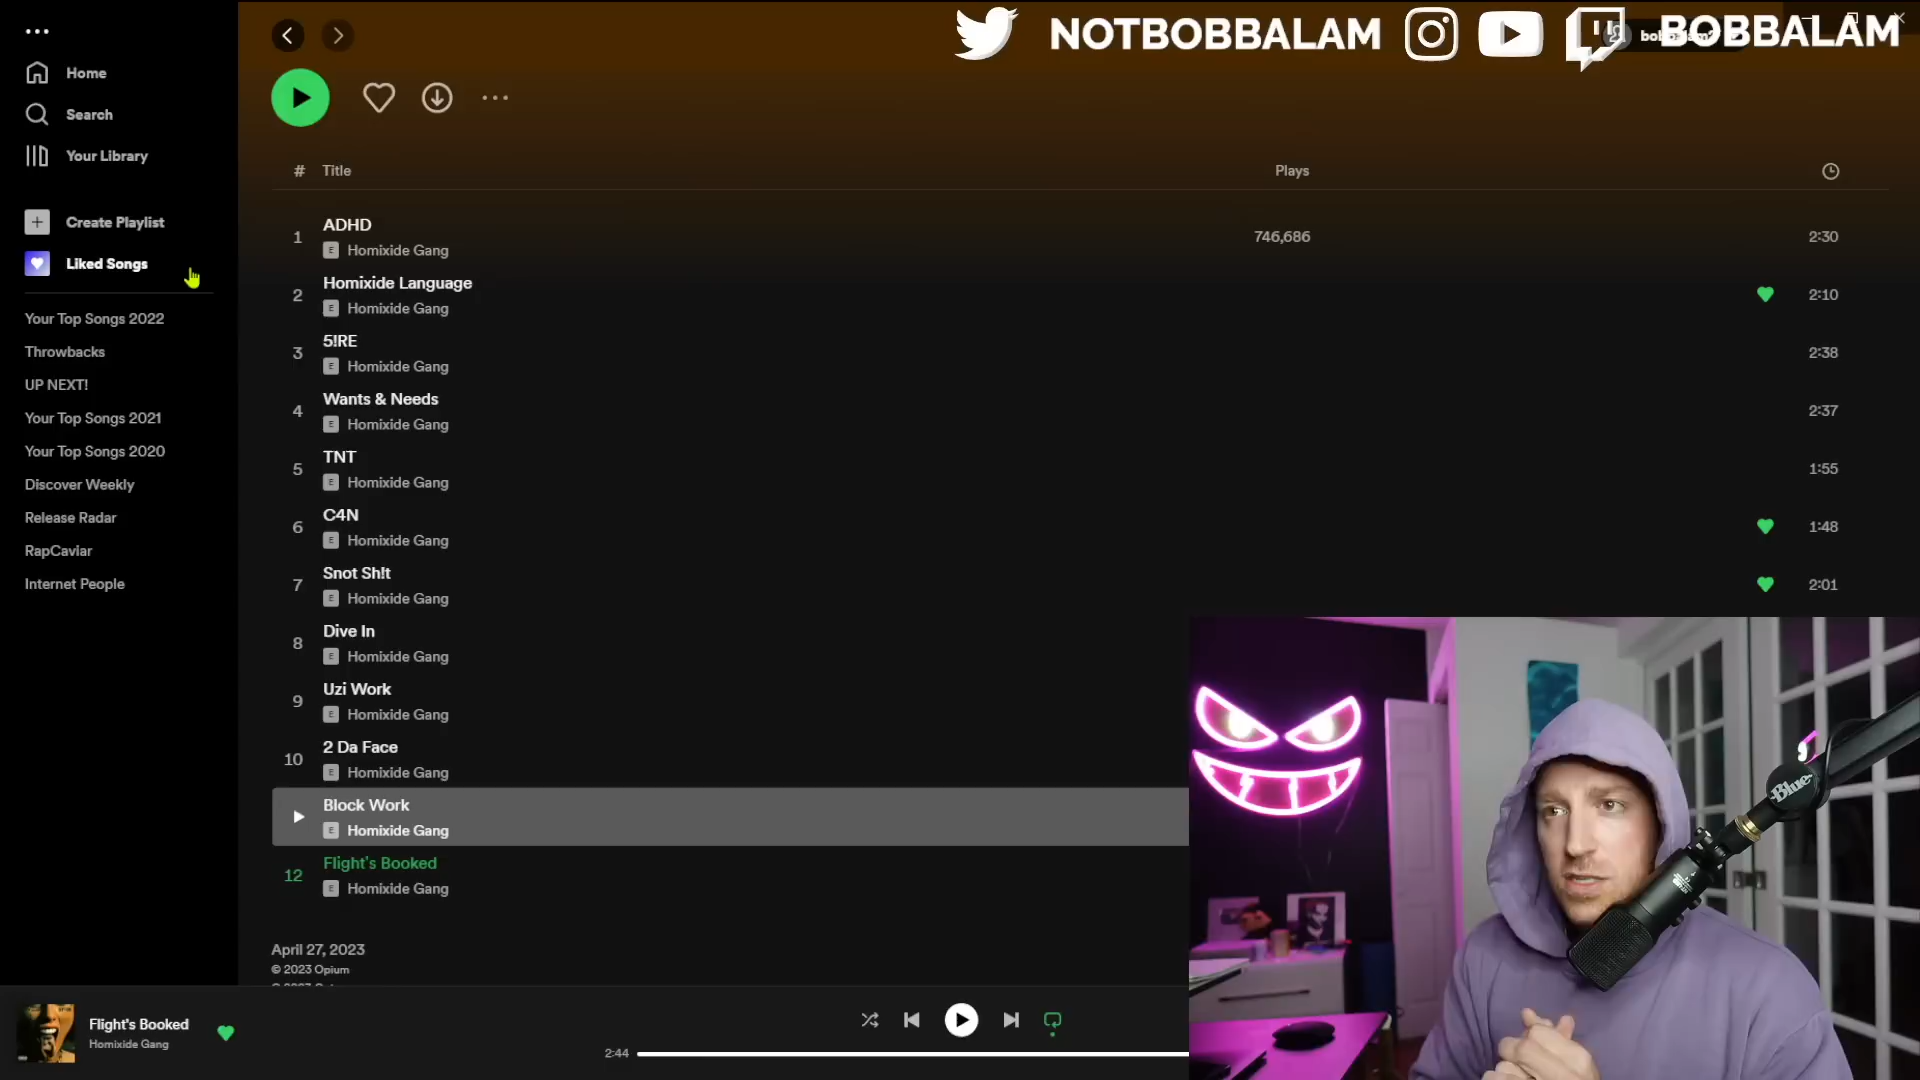 NOTBOBBALAM
BOBBALAM
Home
Search
Your Library
Create Playlist
Liked Songs
Your Top Songs 2022
Throwbacks
UP NEXT!
Your Top Songs 2021
Your Top Songs 2020
Discover Weekly
Release Radar
RapCaviar
Internet People
# Title Plays
1 ADHD 746,686 2:30
E Homixide Gang
2 Homixide Language 2:10
E Homixide Gang
3 5!RE 2:38
E Homixide Gang
4 Wants & Needs 2:37
E Homixide Gang
5 TNT 1:55
E Homixide Gang
6 C4N 1:48
E Homixide Gang
7 Snot Sh!t 2:01
E Homixide Gang
8 Dive In
E Homixide Gang
9 Uzi Work
E Homixide Gang
10 2 Da Face
E Homixide Gang
Block Work
E Homixide Gang
12 Flight's Booked
E Homixide Gang
April 27, 2023
© 2023 Opium
Flight's Booked
Homixide Gang
2:44
Blue